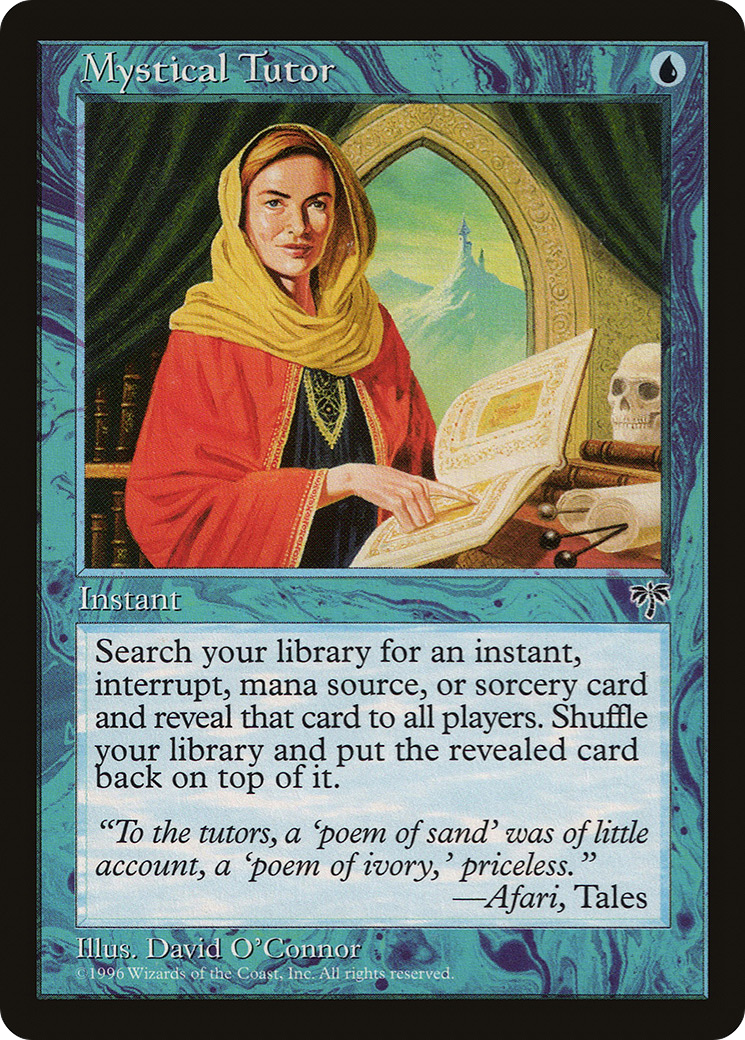 Mystical Tutor
Instant
Search your library for an instant,
interrupt, mana source, or sorcery card
and reveal that card to all players. Shuffle
your library and put the revealed card
back on top of it.
“To the tutors, a ‘poem of sand’ was of little
account, a ‘poem of ivory,’ priceless.”
—Afari, Tales
Illus. David O’Connor
©1996 Wizards of the Coast, Inc. All rights reserved.